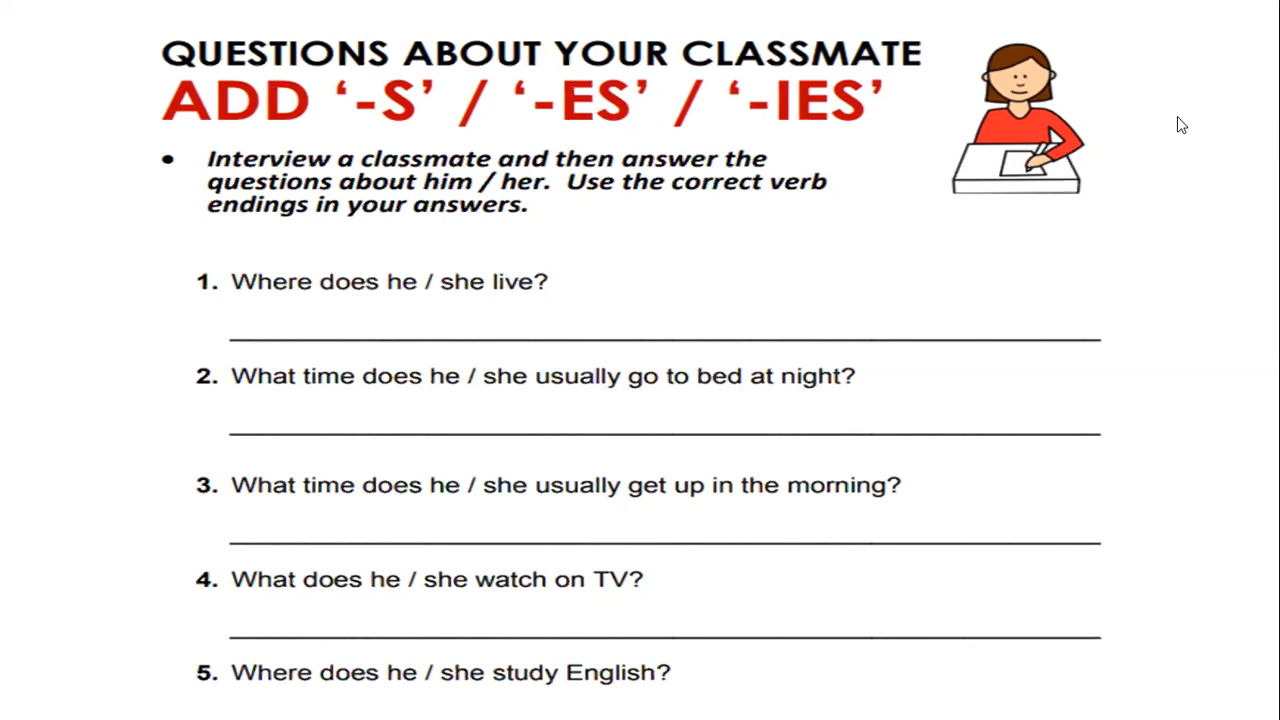 QUESTIONS ABOUT YOUR CLASSMATE
ADD ‘-S’ / ‘-ES’ / ‘-IES’
• Interview a classmate and then answer the
questions about him / her. Use the correct verb
endings in your answers.
1. Where does he / she live?
2. What time does he / she usually go to bed at night?
3. What time does he / she usually get up in the morning?
4. What does he / she watch on TV?
5. Where does he / she study English?